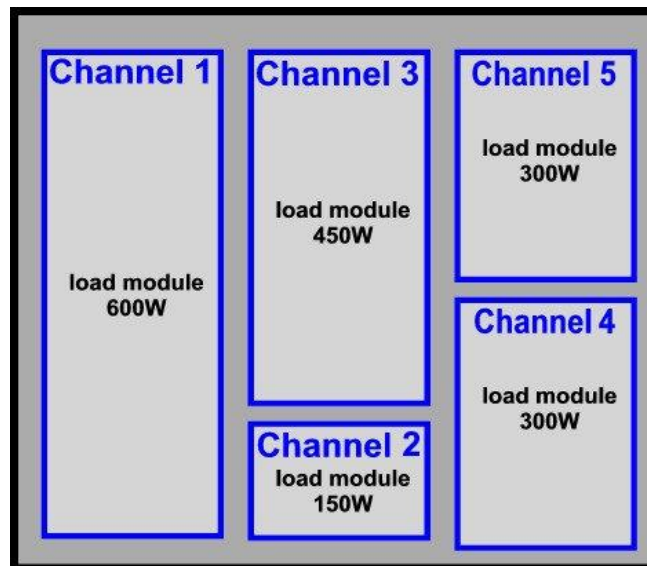 Channel 1
load module
600W
Channel 3
load module
450W
Channel 2
load module
150W
Channel 5
load module
300W
Channel 4
load module
300W